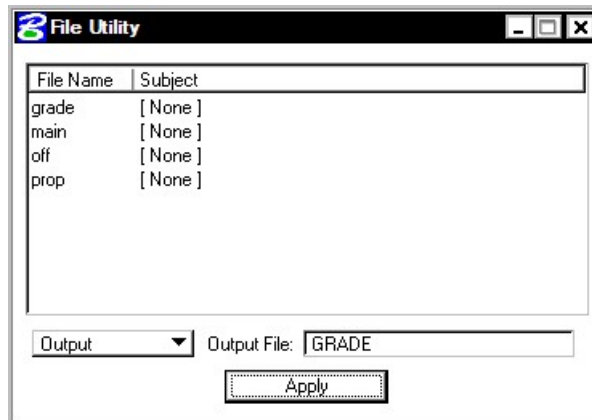 File Utility
File Name Subject
grade [ None ]
main [ None ]
off [ None ]
prop [ None ]
Output Output File: GRADE
Apply